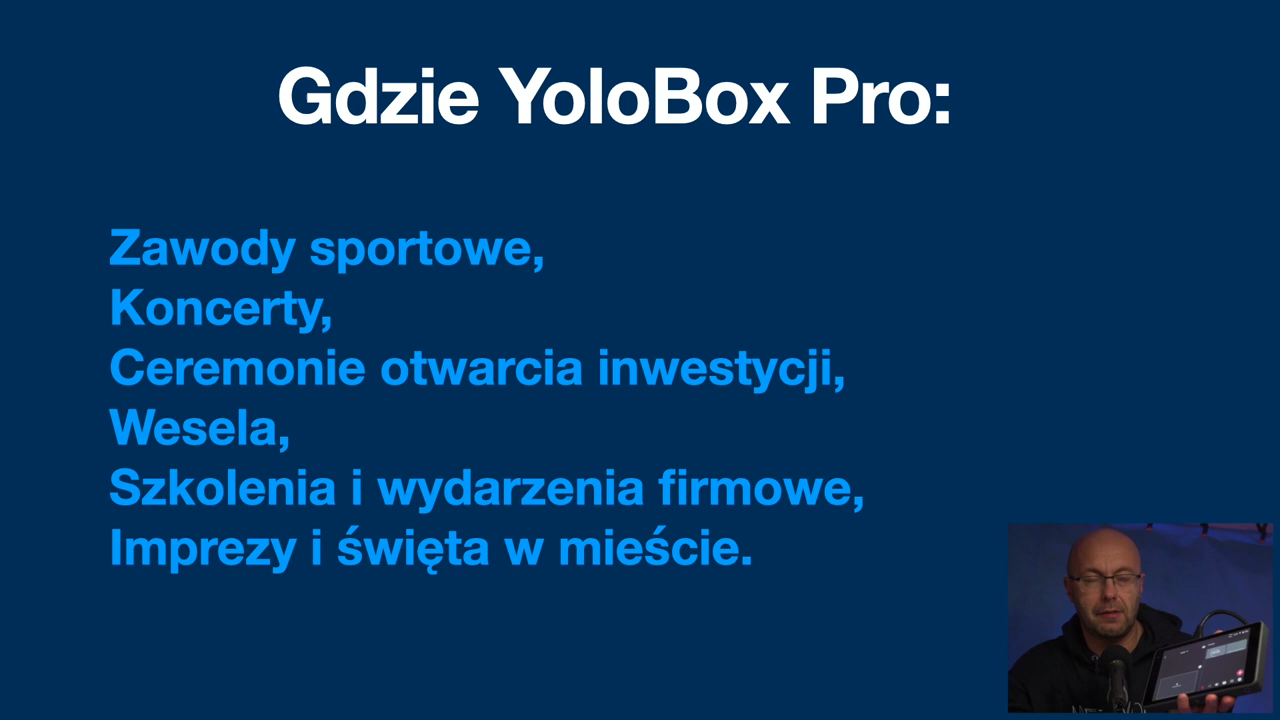 Gdzie YoloBox Pro:
Zawody sportowe,
Koncerty,
Ceremonie otwarcia inwestycji,
Wesela,
Szkolenia i wydarzenia firmowe,
Imprezy i święta w mieście.